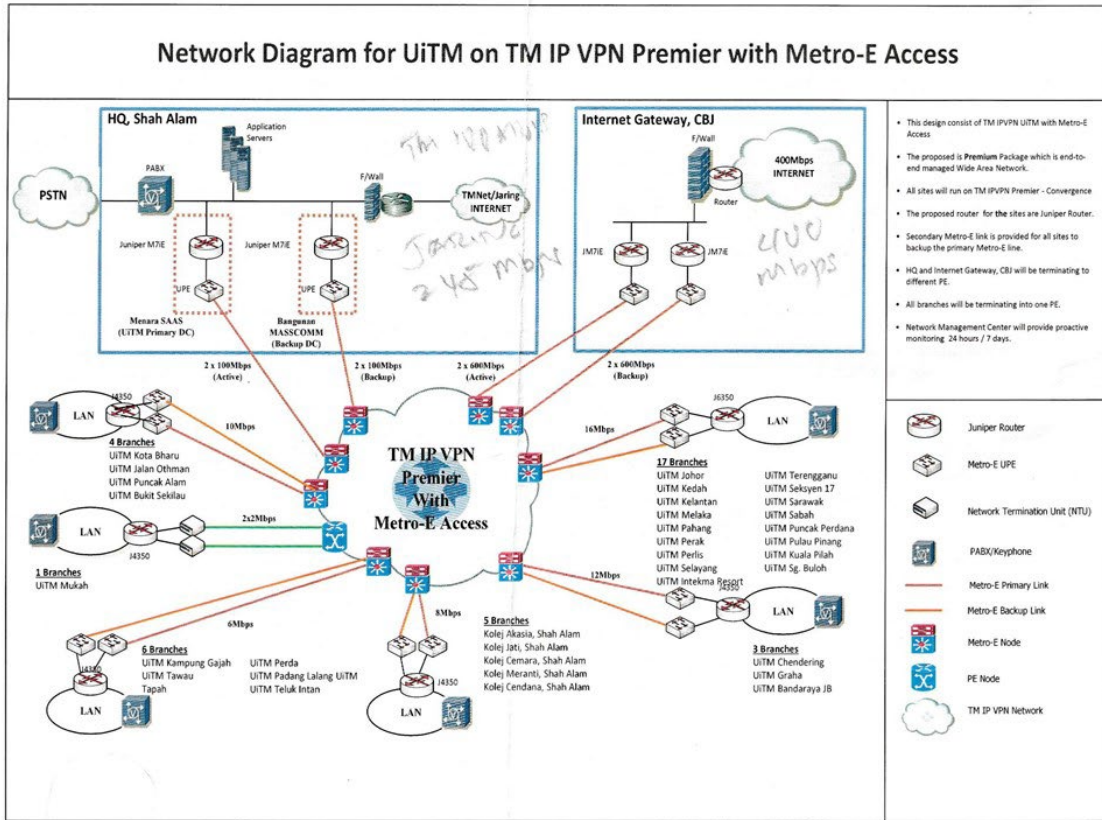 Network Diagram for UiTM on TM IP VPN Premier with Metro-E Access
HQ, Shah Alam
Application
Servers
TM 100 Mbps
PABX
PSTN
F/Wall
TMNet/Jaring
INTERNET
Juniper M7iE
Juniper M7iE
UPE
UPE
Jaring
245 Mbps
Menara SAAS
(UiTM Primary DC)
Bangunan
MASSCOMM
(Backup DC)
Internet Gateway, CBJ
F/Wall
400Mbps
INTERNET
Router
JM7iE
JM7iE
400
Mbps
2 x 100Mbps
(Active)
2 x 100Mbps
(Backup)
2 x 600Mbps
(Active)
2 x 600Mbps
(Backup)
TM IP VPN
Premier
With
Metro-E Access
LAN
J4350
10Mbps
4 Branches
UiTM Kota Bharu
UiTM Jalan Othman
UiTM Puncak Alam
UiTM Bukit Sekilau
LAN
J4350
2x2Mbps
1 Branches
UiTM Mukah
6Mbps
J4350
LAN
6 Branches
UiTM Kampung Gajah
UiTM Tawau
Tapah
UiTM Perda
UiTM Padang Lalang UiTM
UiTM Teluk Intan
8Mbps
J4350
LAN
5 Branches
Kolej Akasia, Shah Alam
Kolej Jati, Shah Alam
Kolej Cemara, Shah Alam
Kolej Meranti, Shah Alam
Kolej Cendana, Shah Alam
16Mbps
J6350
LAN
17 Branches
UiTM Johor
UiTM Kedah
UiTM Kelantan
UiTM Melaka
UiTM Pahang
UiTM Perak
UiTM Perlis
UiTM Selayang
UiTM Intekma Resort
UiTM Terengganu
UiTM Seksyen 17
UiTM Sarawak
UiTM Sabah
UiTM Puncak Perdana
UiTM Pulau Pinang
UiTM Kuala Pilah
UiTM Sg. Buloh
12Mbps
J4350
LAN
3 Branches
UiTM Chendering
UiTM Graha
UiTM Bandaraya JB
• This design consist of TM IPVPN UiTM with Metro-E
Access
• The proposed is Premium Package which is end-to-
end managed Wide Area Network.
• All sites will run on TM IPVPN Premier - Convergence
• The proposed router for the sites are Juniper Router.
• Secondary Metro-E link is provided for all sites to
backup the primary Metro-E line.
• HQ and Internet Gateway, CBJ will be terminating to
different PE.
• All branches will be terminating into one PE.
• Network Management Center will provide proactive
monitoring 24 hours / 7 days.
Juniper Router
Metro-E UPE
Network Termination Unit (NTU)
PABX/Keyphone
Metro-E Primary Link
Metro-E Backup Link
Metro-E Node
PE Node
TM IP VPN Network